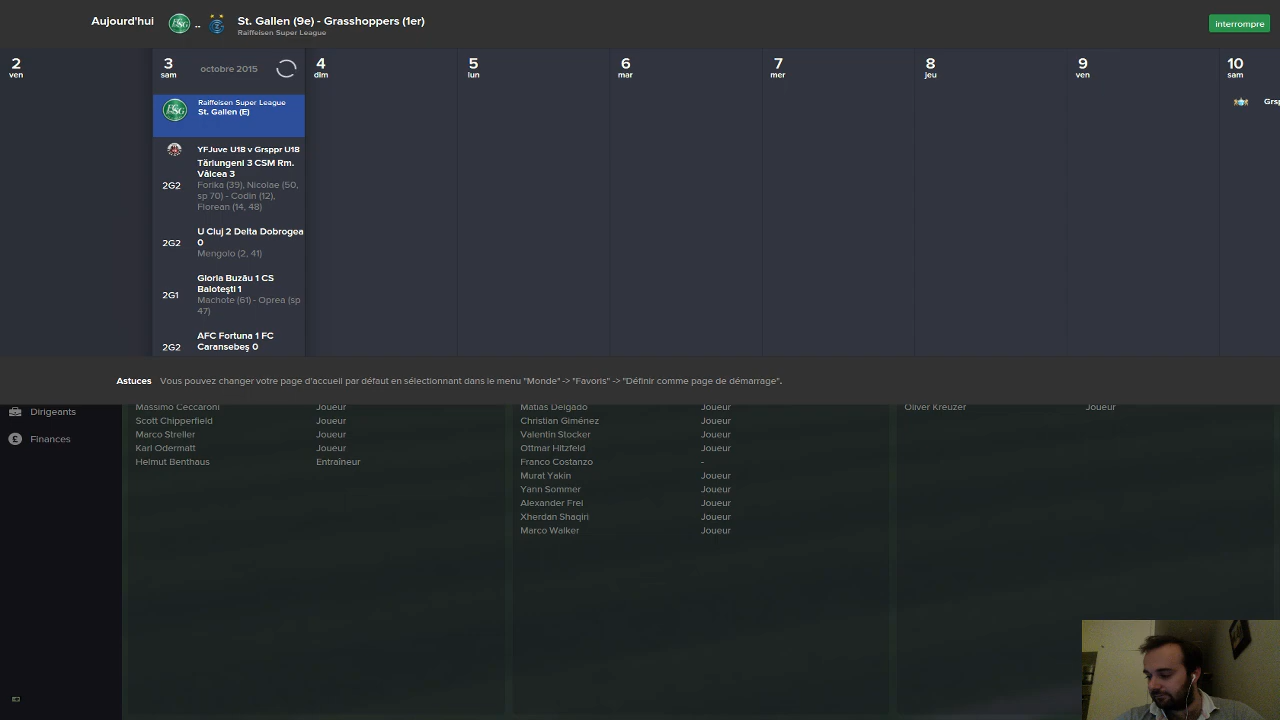 Aujourd'hui
..
St. Gallen (9e) - Grasshoppers (1er)
Raiffeisen Super League
interrompre
2
ven
3
sam
octobre 2015
4
dim
5
lun
6
mar
7
mer
8
jeu
9
ven
10
sam
Raiffeisen Super League
St. Gallen (E)
Grsp
YFJuve U18 v Grsppr U18
2G2
Tărlungeni 3 CSM Rm.
Vâlcea 3
Forika (39), Nicolae (50,
sp 70) - Codin (12),
Florean (14, 48)
2G2
U Cluj 2 Delta Dobrogea
0
Mengolo (2, 41)
2G1
Gloria Buzău 1 CS
Baloteşti 1
Machote (61) - Oprea (sp
47)
2G2
AFC Fortuna 1 FC
Caransebeş 0
Astuces
Vous pouvez changer votre page d'accueil par défaut en sélectionnant dans le menu "Monde" -> "Favoris" -> "Définir comme page de démarrage".
Dirigeants
Finances
Massimo Ceccaroni Joueur
Scott Chipperfield Joueur
Marco Streller Joueur
Karl Odermatt Joueur
Helmut Benthaus Entraîneur
Matías Delgado Joueur
Christian Giménez Joueur
Valentin Stocker Joueur
Ottmar Hitzfeld Joueur
Franco Costanzo -
Murat Yakin Joueur
Yann Sommer Joueur
Alexander Frei Joueur
Xherdan Shaqiri Joueur
Marco Walker Joueur
Oliver Kreuzer Joueur